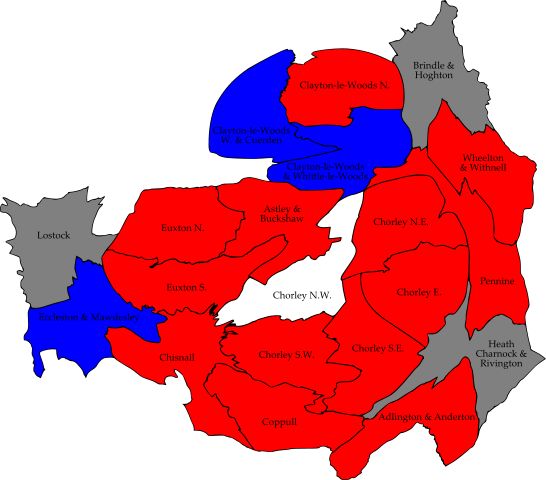 Brindle &
Hoghton
Clayton-le-Woods N.
Clayton-le-Woods
W. & Cuerden
Clayton-le-Woods
& Whittle-le-Woods
Wheelton
& Withnell
Astley &
Buckshaw
Chorley N.E.
Euxton N.
Lostock
Pennine
Euxton S.
Chorley N.W.
Chorley E.
Eccleston & Mawdesley
Chisnall
Chorley S.W.
Chorley S.E.
Heath
Charnock &
Rivington
Coppull
Adlington & Anderton